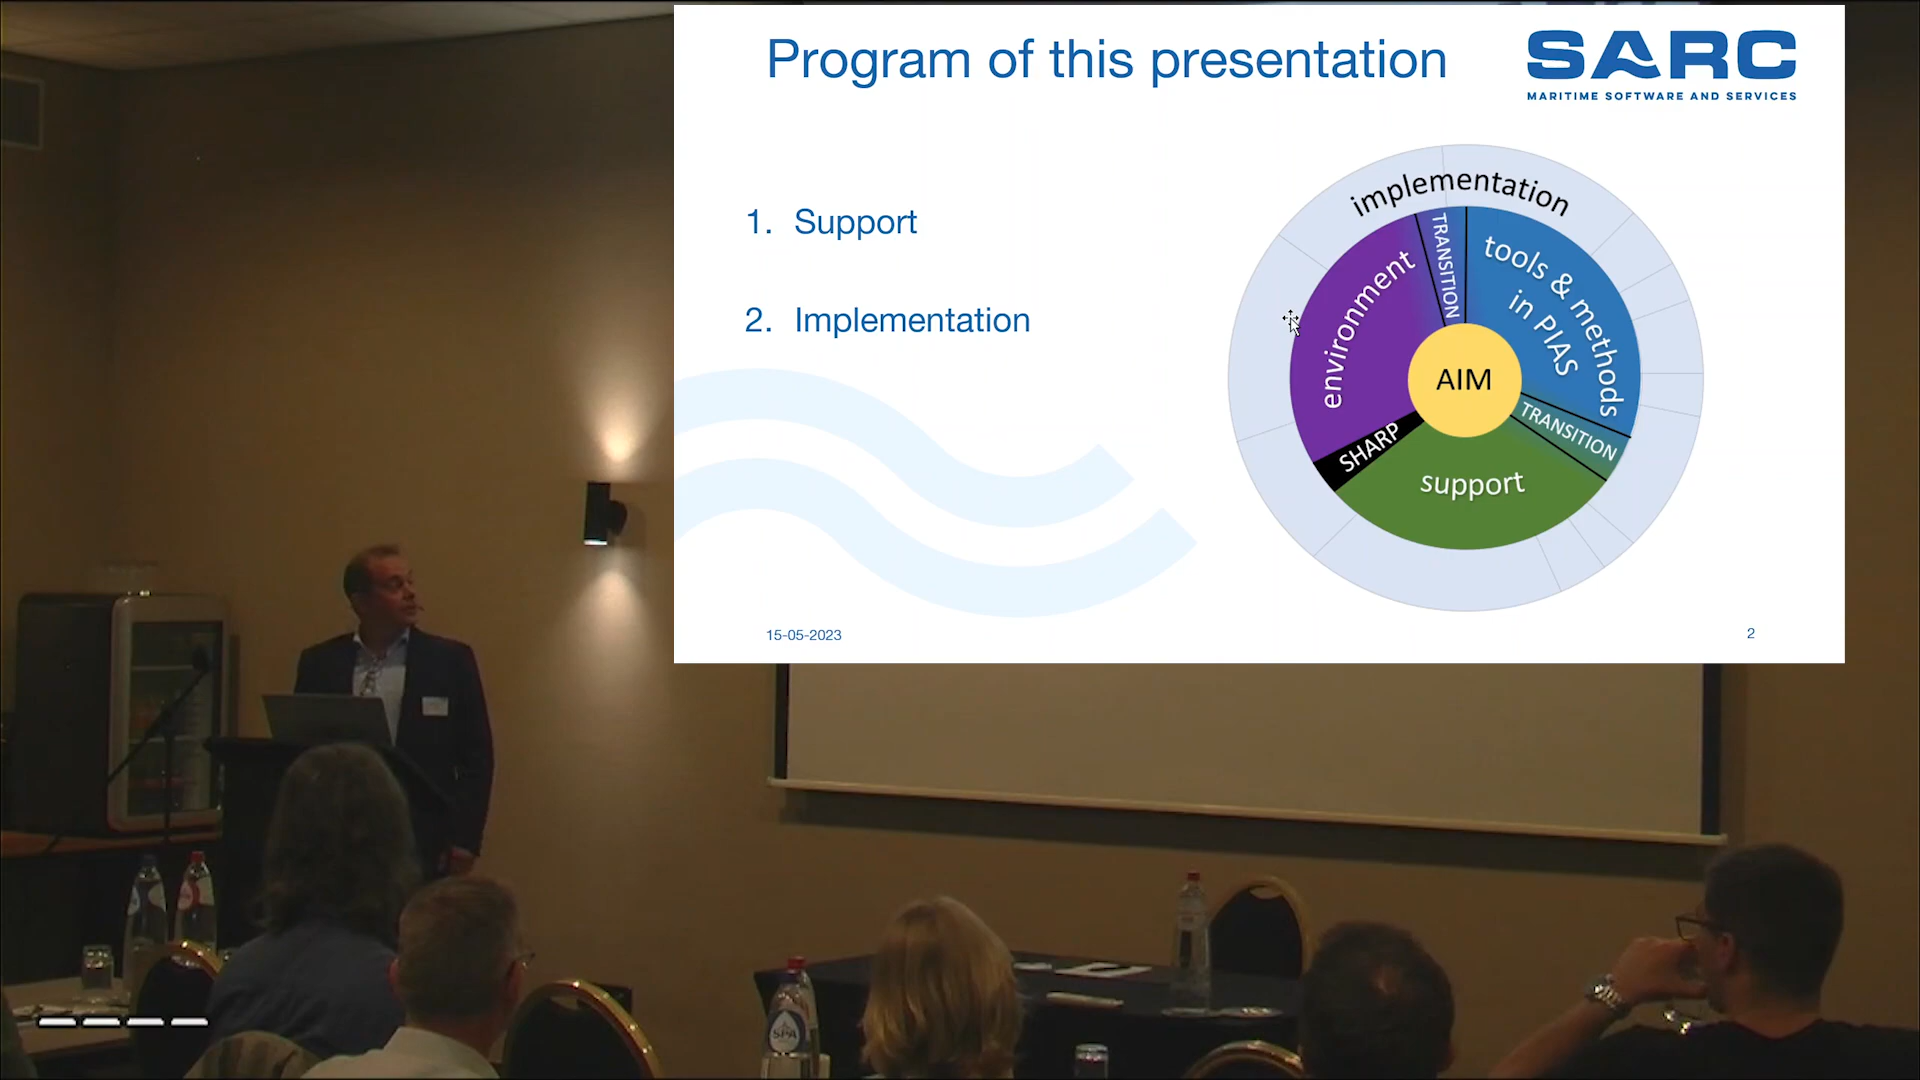 Program of this presentation
SARC
MARITIME SOFTWARE AND SERVICES
1. Support
2. Implementation
implementation
TRANSITION
tools & methods
in PIAS
environment
AIM
TRANSITION
SHARP
support
15-05-2023
2
SPA